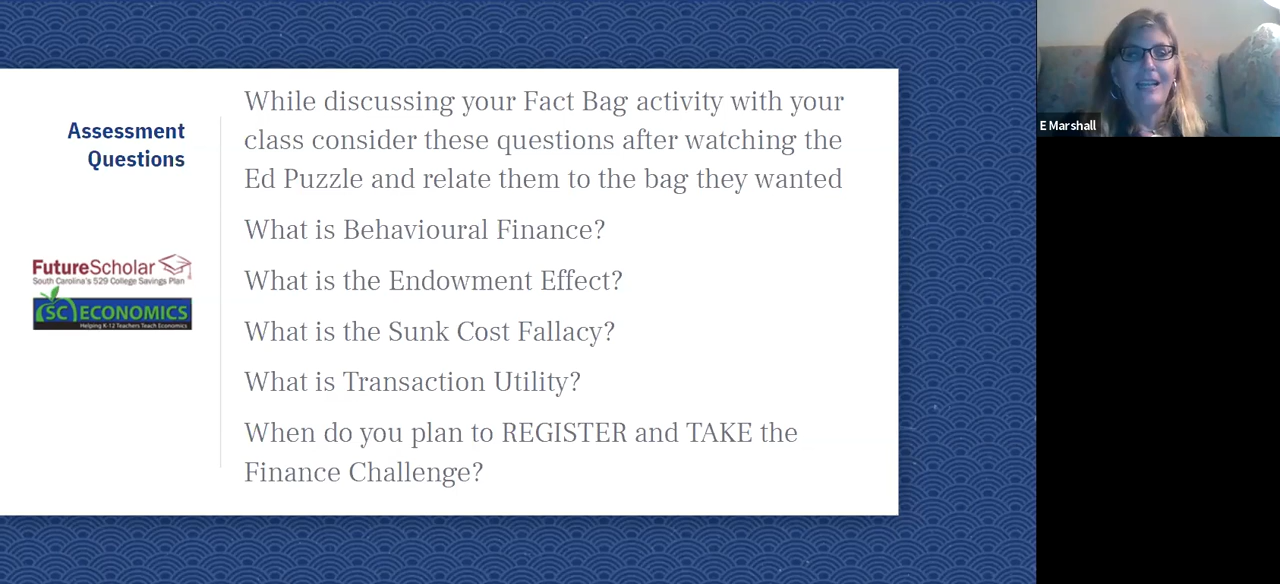 Assessment
Questions
FutureScholar
South Carolina's 529 College Savings Plan
SC ECONOMICS
Helping K-12 Teachers Teach Economics
While discussing your Fact Bag activity with your
class consider these questions after watching the
Ed Puzzle and relate them to the bag they wanted
What is Behavioural Finance?
What is the Endowment Effect?
What is the Sunk Cost Fallacy?
What is Transaction Utility?
When do you plan to REGISTER and TAKE the
Finance Challenge?
E Marshall